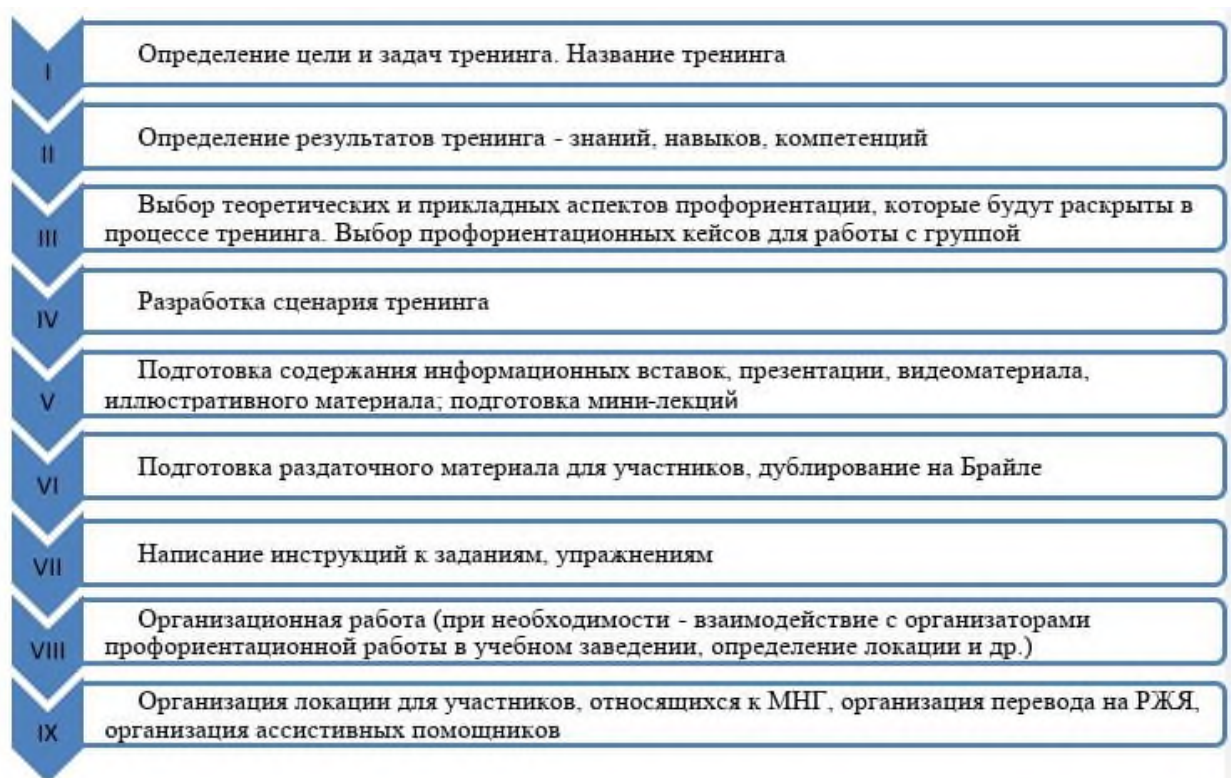 I
Определение цели и задач тренинга. Название тренинга
II
Определение результатов тренинга - знаний, навыков, компетенций
III
Выбор теоретических и прикладных аспектов профориентации, которые будут раскрыты в
процессе тренинга. Выбор профориентационных кейсов для работы с группой
IV
Разработка сценария тренинга
V
Подготовка содержания информационных вставок, презентации, видеоматериала,
иллюстративного материала; подготовка мини-лекций
VI
Подготовка раздаточного материала для участников, дублирование на Брайле
VII
Написание инструкций к заданиям, упражнениям
VIII
Организационная работа (при необходимости - взаимодействие с организаторами
профориентационной работы в учебном заведении, определение локации и др.)
IX
Организация локации для участников, относящихся к МНГ, организация перевода на РЖЯ,
организация ассистивных помощников